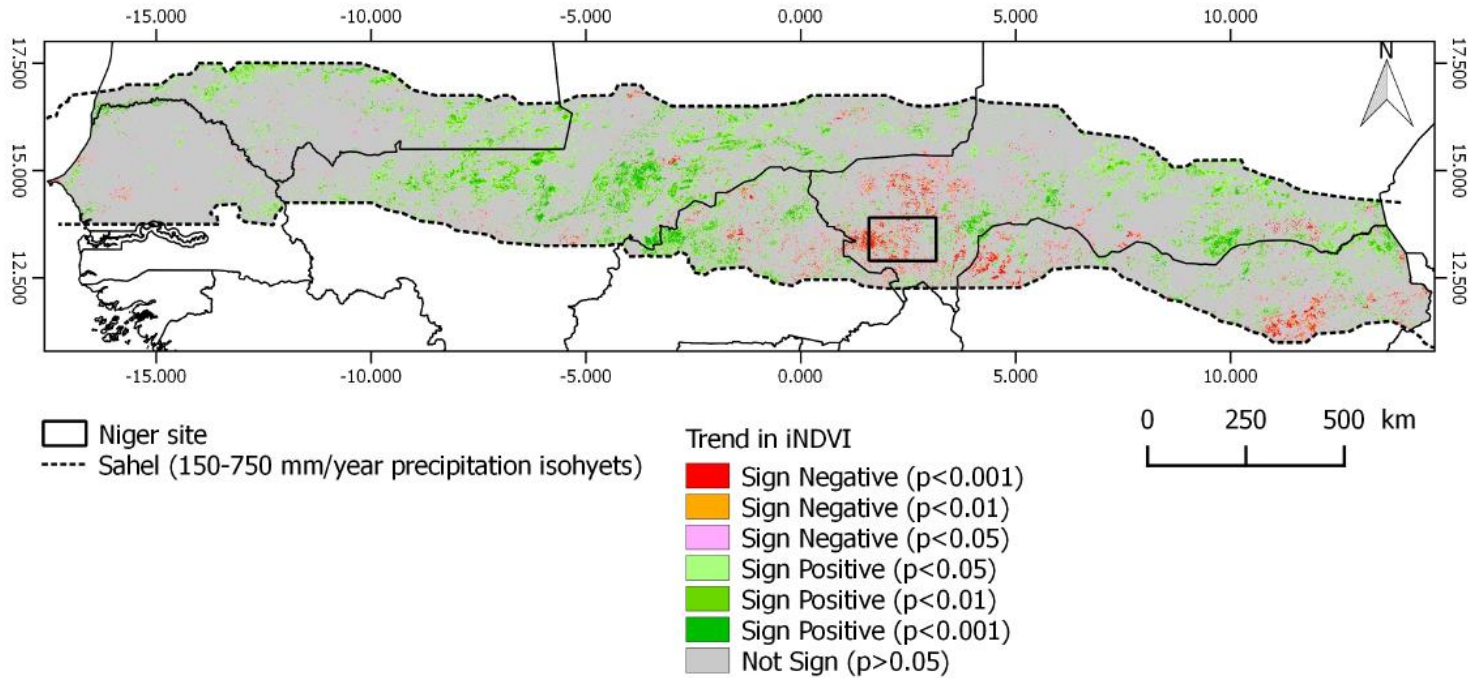 -15.000 -10.000 -5.000 0.000 5.000 10.000
17.500 17.500
N
15.000 15.000
12.500 12.500
-15.000 -10.000 -5.000 0.000 5.000 10.000
Niger site
Sahel (150-750 mm/year precipitation isohyets)
Trend in iNDVI
Sign Negative (p<0.001)
Sign Negative (p<0.01)
Sign Negative (p<0.05)
Sign Positive (p<0.05)
Sign Positive (p<0.01)
Sign Positive (p<0.001)
Not Sign (p>0.05)
0 250 500 km